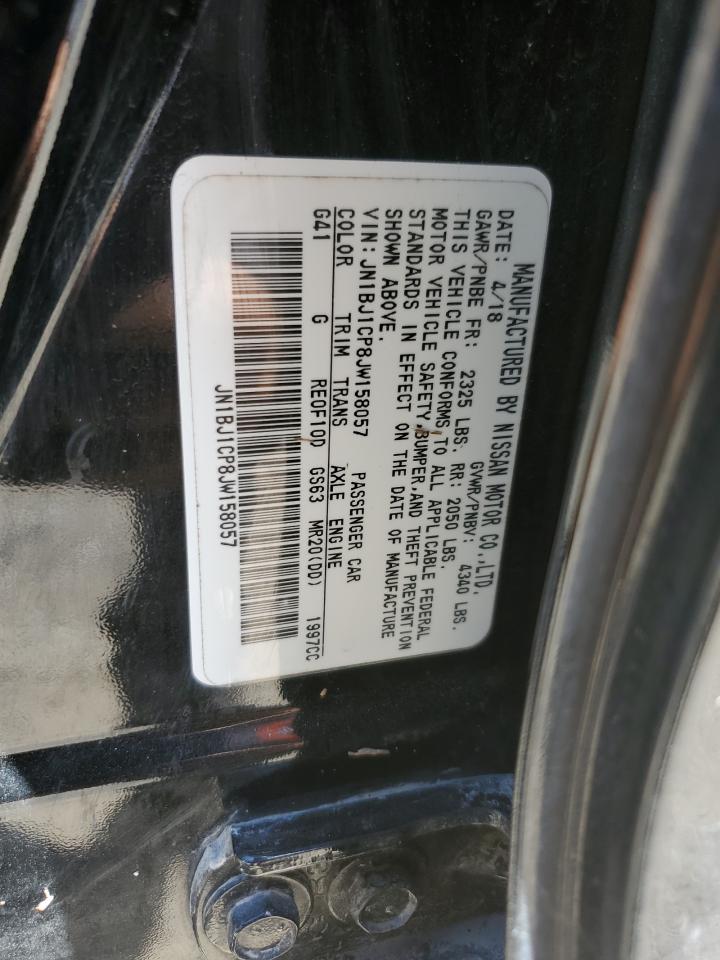 MANUFACTURED BY NISSAN MOTOR CO.,LTD.
DATE: 4/18 GVWR/PNBV: 4340 LBS.
GAWR/PNBE FR: 2325 LBS. RR: 2050 LBS.
THIS VEHICLE CONFORMS TO ALL APPLICABLE FEDERAL
MOTOR VEHICLE SAFETY,BUMPER,AND THEFT PREVENTION
STANDARDS IN EFFECT ON THE DATE OF MANUFACTURE
SHOWN ABOVE.
VIN:JN1BJ1CP8JW158057 PASSENGER CAR
COLOR TRIM TRANS AXLE ENGINE
G41 G RE0F10D GS63 MR20(DD) 1997CC
JN1BJ1CP8JW158057